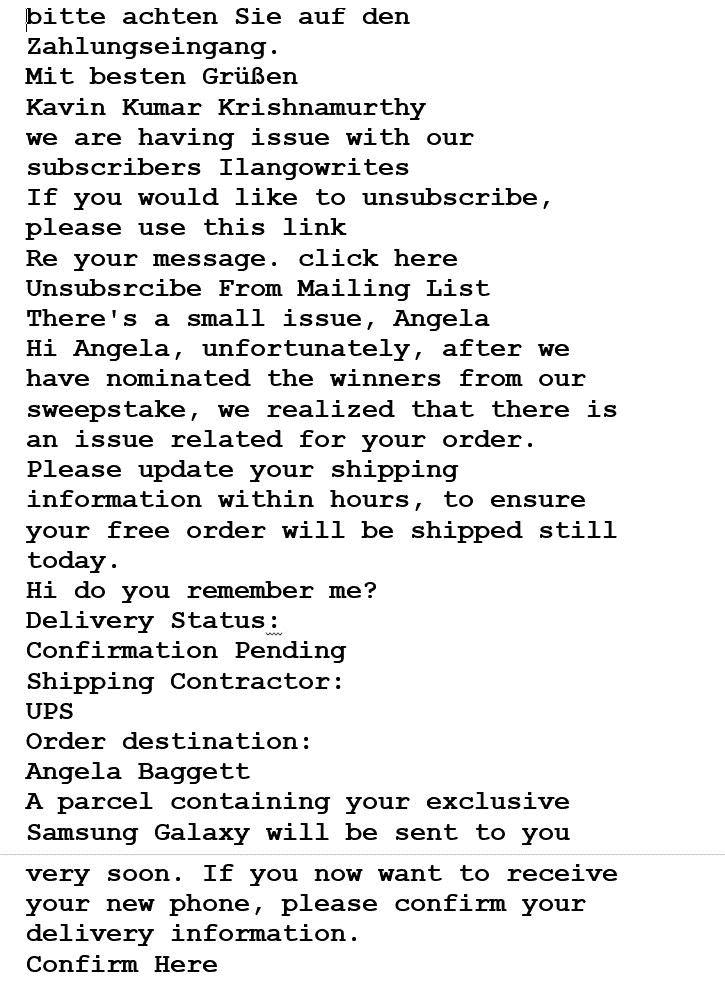 bitte achten Sie auf den
Zahlungseingang.
Mit besten Grüßen
Kavin Kumar Krishnamurthy
we are having issue with our
subscribers Ilangowrites
If you would like to unsubscribe,
please use this link
Re your message. click here
Unsubsrcibe From Mailing List
There's a small issue, Angela
Hi Angela, unfortunately, after we
have nominated the winners from our
sweepstake, we realized that there is
an issue related for your order.
Please update your shipping
information within hours, to ensure
your free order will be shipped still
today.
Hi do you remember me?
Delivery Status:
Confirmation Pending
Shipping Contractor:
UPS
Order destination:
Angela Baggett
A parcel containing your exclusive
Samsung Galaxy will be sent to you
very soon. If you now want to receive
your new phone, please confirm your
delivery information.
Confirm Here